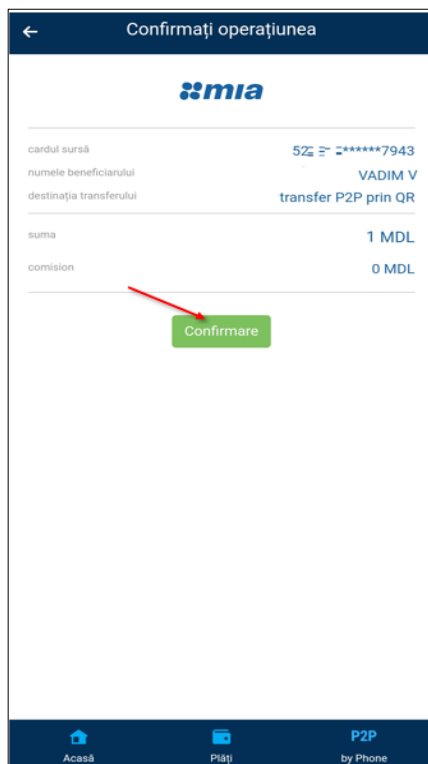 Confirmați operațiunea
mia
cardul sursă
******7943
numele beneficiarului
VADIM V
destinația transferului
transfer P2P prin QR
suma
1 MDL
comision
0 MDL
Confirmare
Acasă
Plăți
P2P
by Phone